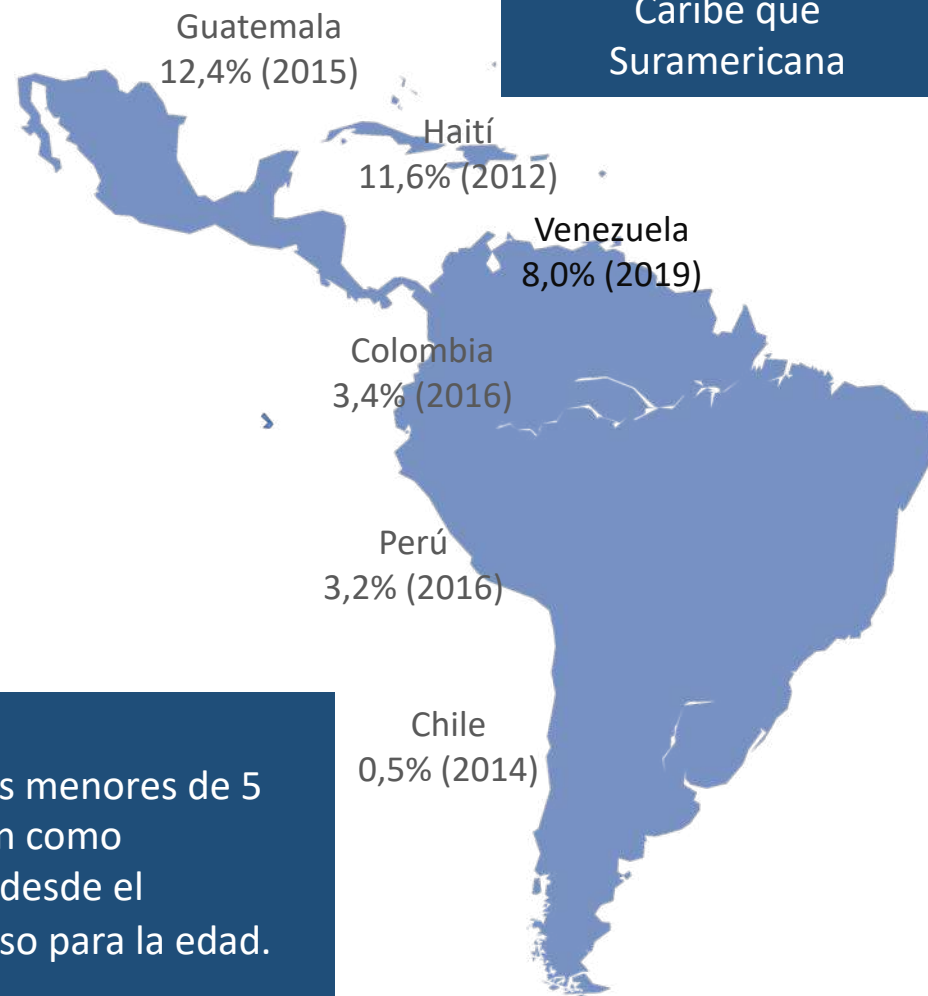 Caribe que
Suramericana
Guatemala
12,4% (2015)
Haití
11,6% (2012)
Venezuela
8,0% (2019)
Colombia
3,4% (2016)
Perú
3,2% (2016)
Chile
0,5% (2014)
menores de 5
como
desde el
para la edad.